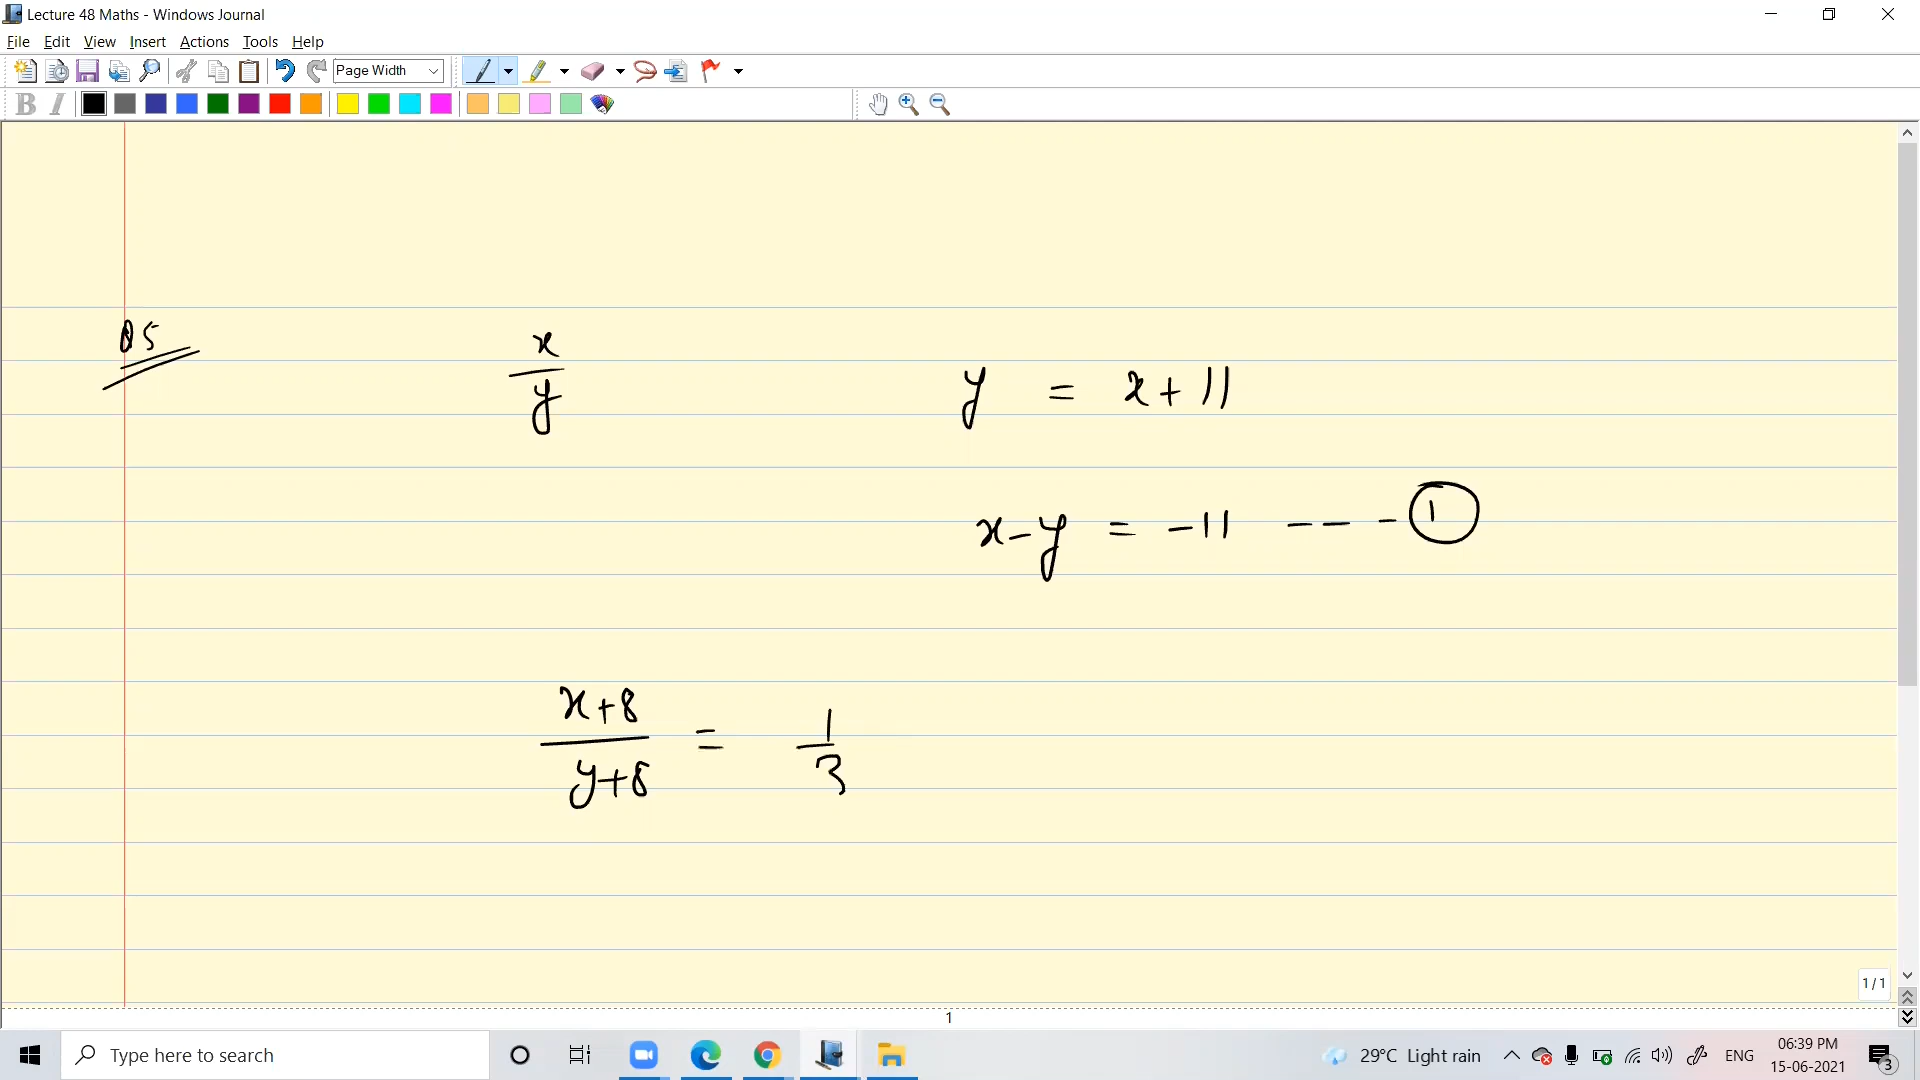 Lecture 48 Maths - Windows Journal
File Edit View Insert Actions Tools Help
Page Width
B I
Q5
x
y
y = x + 11
x - y = -11 --- - 1
x+8
y+8
=
1
3
1 / 1
1
Type here to search
29°C Light rain
ENG
06:39 PM
15-06-2021
3